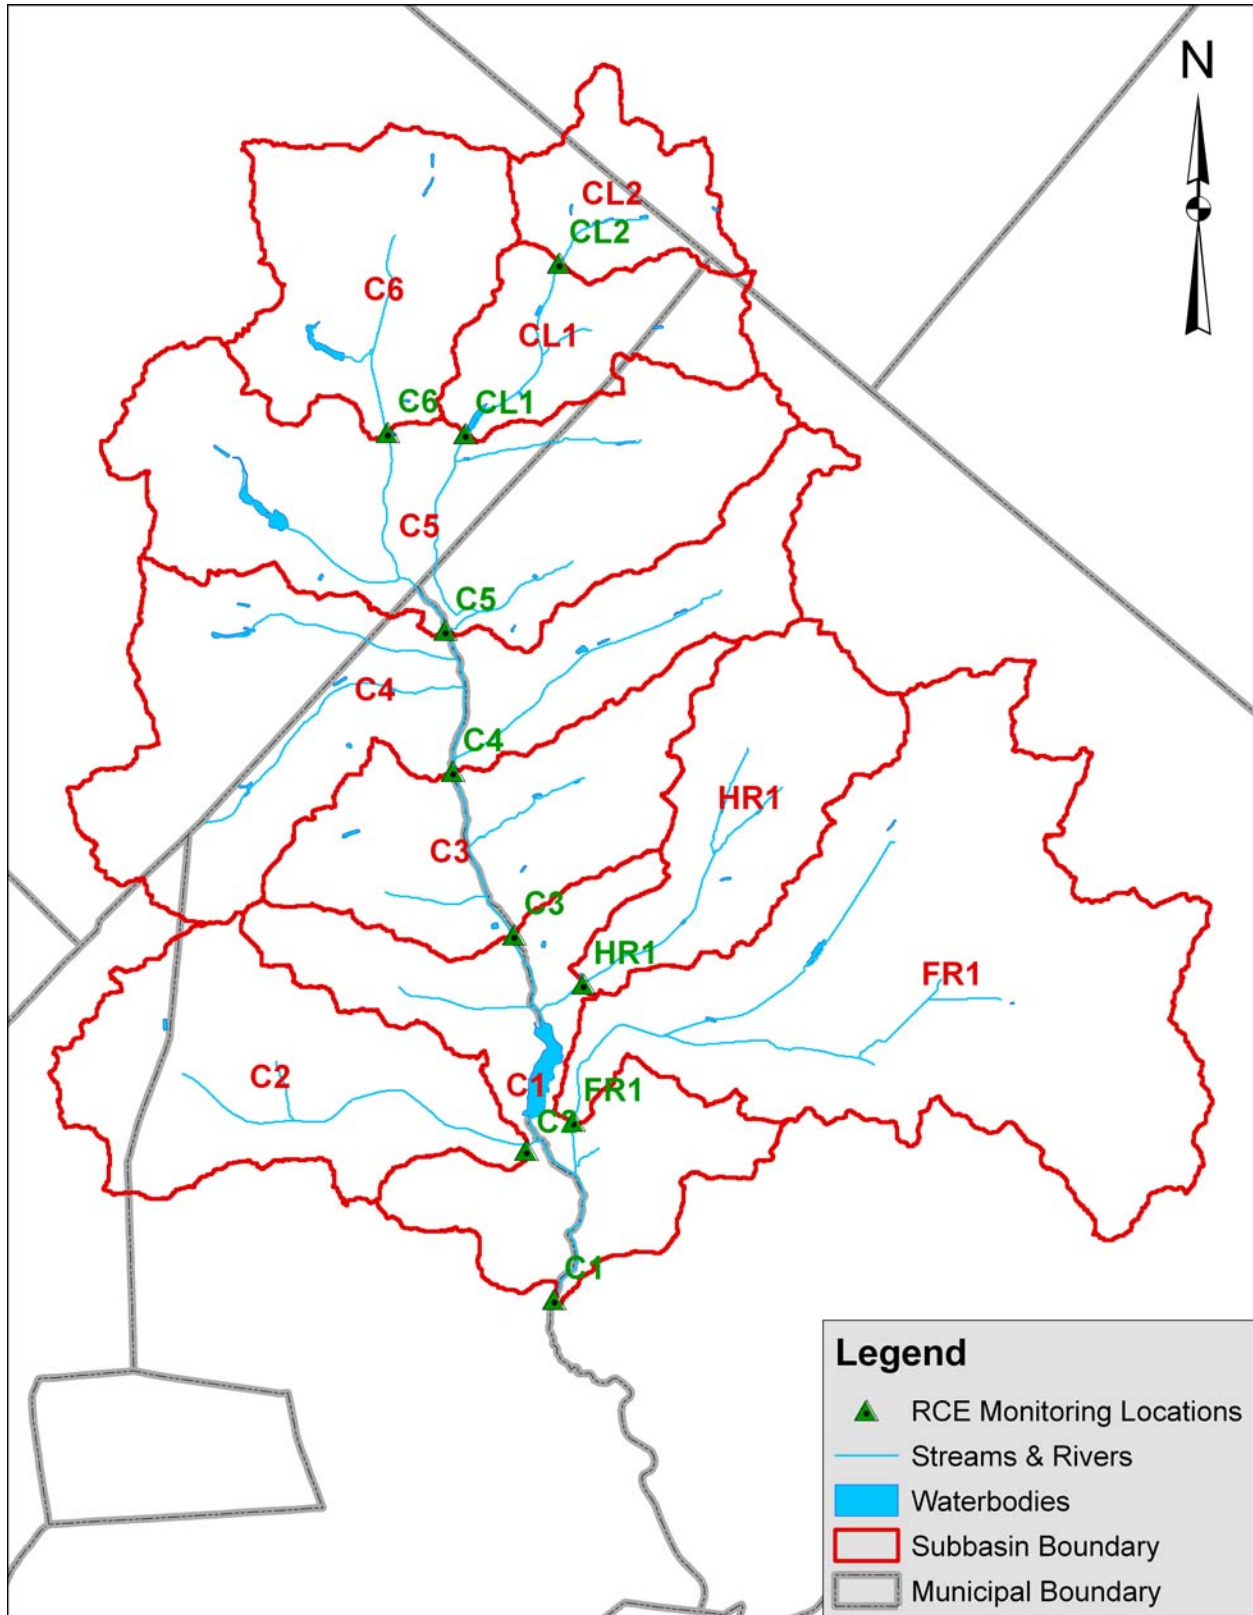 N
CL2
CL2
C6
CL1
C6
CL1
C5
C5
C4
C4
HR1
C3
C3
HR1
FR1
C2
C1
FR1
C2
C1
Legend
RCE Monitoring Locations
Streams & Rivers
Waterbodies
Subbasin Boundary
Municipal Boundary